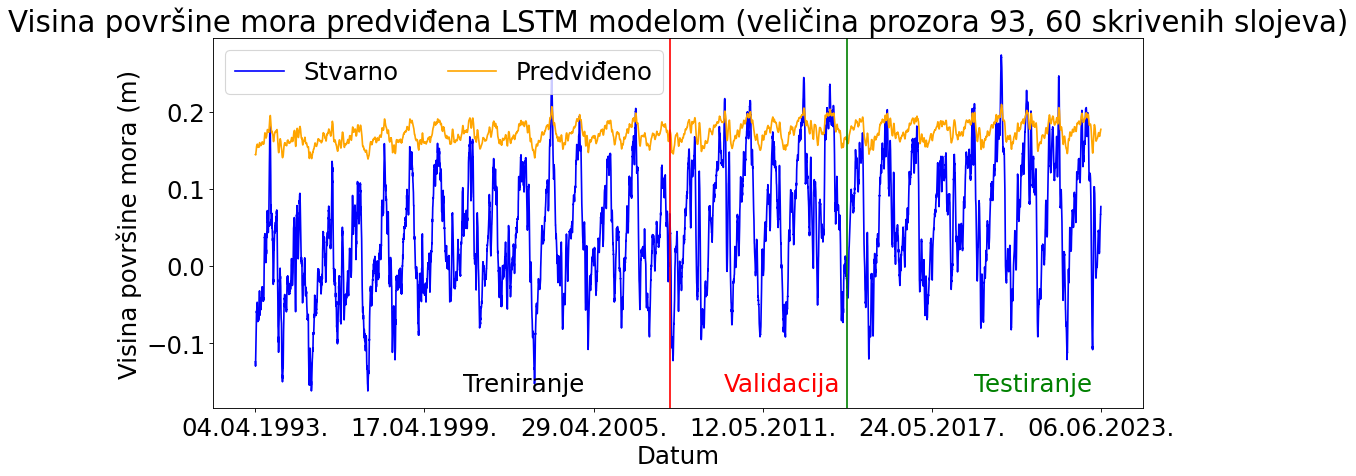 Visina površine mora predviđena LSTM modelom (veličina prozora 93, 60 skrivenih slojeva)
Stvarno
Predviđeno
Visina površine mora (m)
0.2
0.1
0.0
−0.1
Treniranje
Validacija
Testiranje
04.04.1993.
17.04.1999.
29.04.2005.
12.05.2011.
24.05.2017.
06.06.2023.
Datum